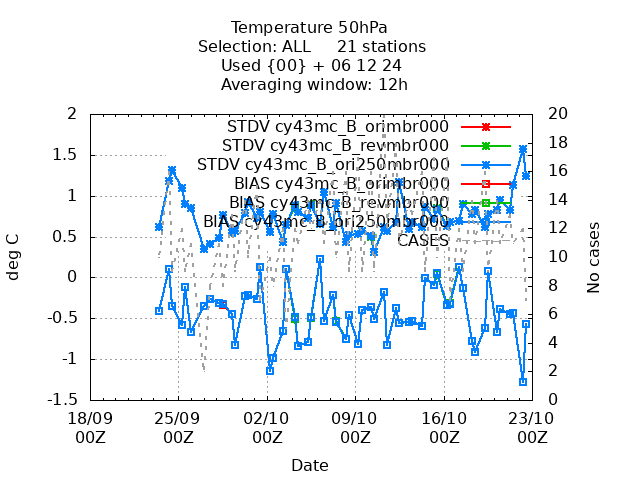 Temperature 50hPa
Selection: ALL 21 stations
Used {00} + 06 12 24
Averaging window: 12h
2 20
STDV cy43mc_B_orimbr000
18
STDV cy43mc_B_revmbr000
1.5
STDV cy43mc_B_ori250mbr000
16
BIAS cy43mc_B_orimbr000
1
14
BIAS cy43mc_B_revmbr000
BIAS cy43mc_B_ori250mbr000
0.5
12
CASES
deg C
0
10
No cases
8
-0.5
6
-1
4
2
-1.5 0
18/09 25/09 02/10 09/10 16/10 23/10
00Z 00Z 00Z 00Z 00Z 00Z
Date